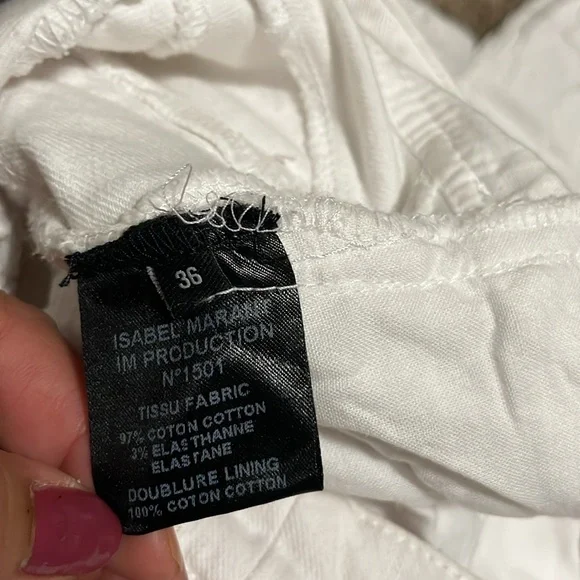 36
ISABEL MARANT
IM PRODUCTION
N°1501
TISSU FABRIC
97% COTON COTTON
3% ELASTHANNE
ELASTANE
DOUBLURE LINING
100% COTON COTTON